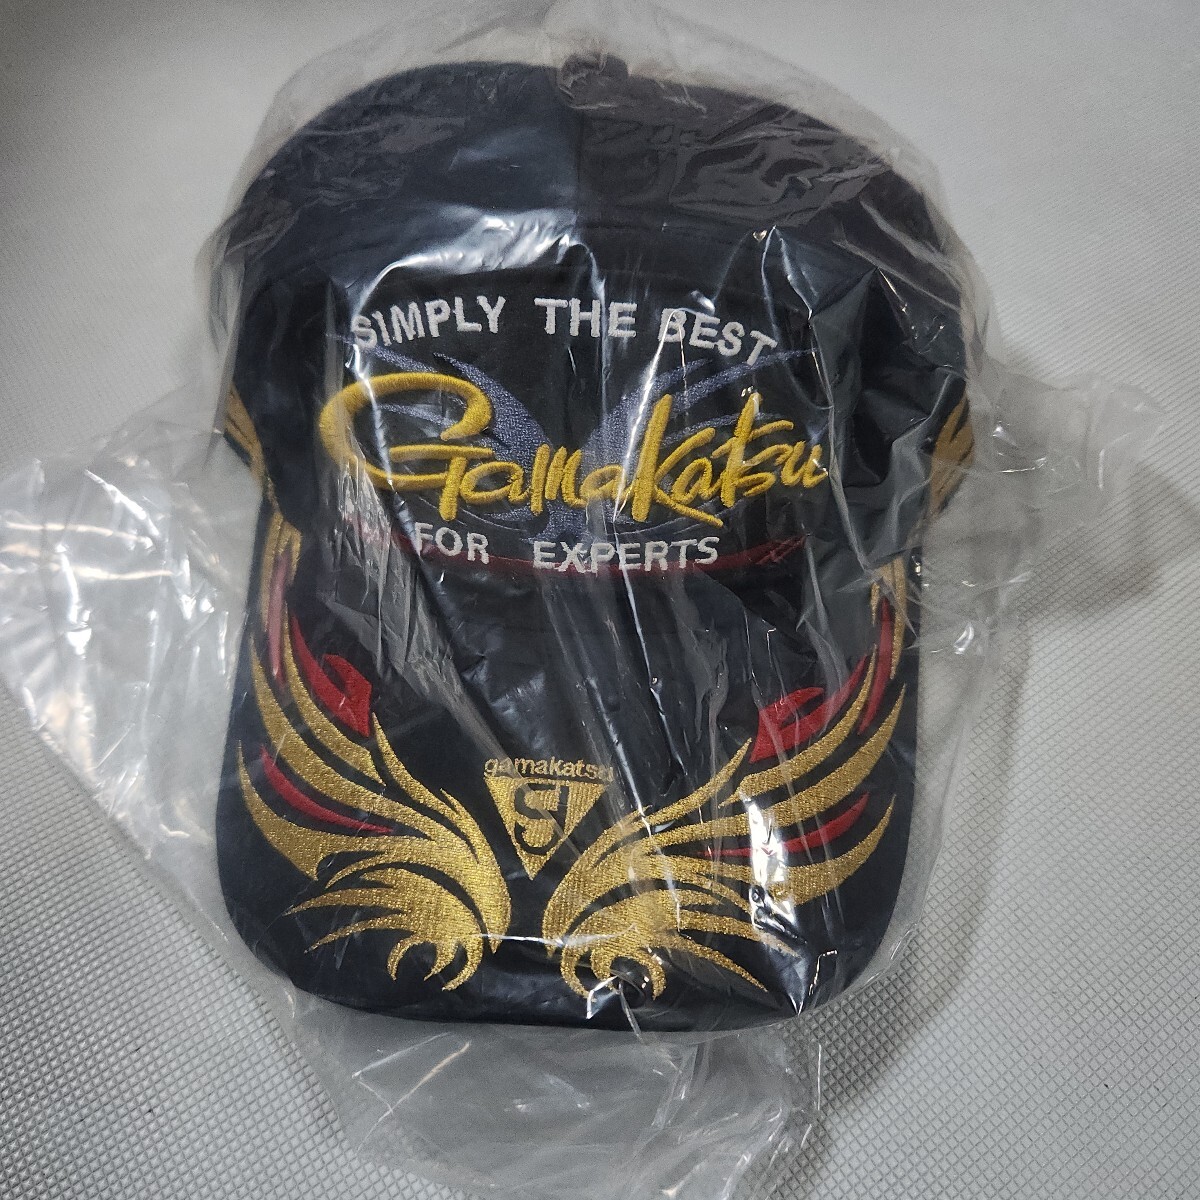 SIMPLY THE BEST
Gamakatsu
FOR EXPERTS
gamakatsu